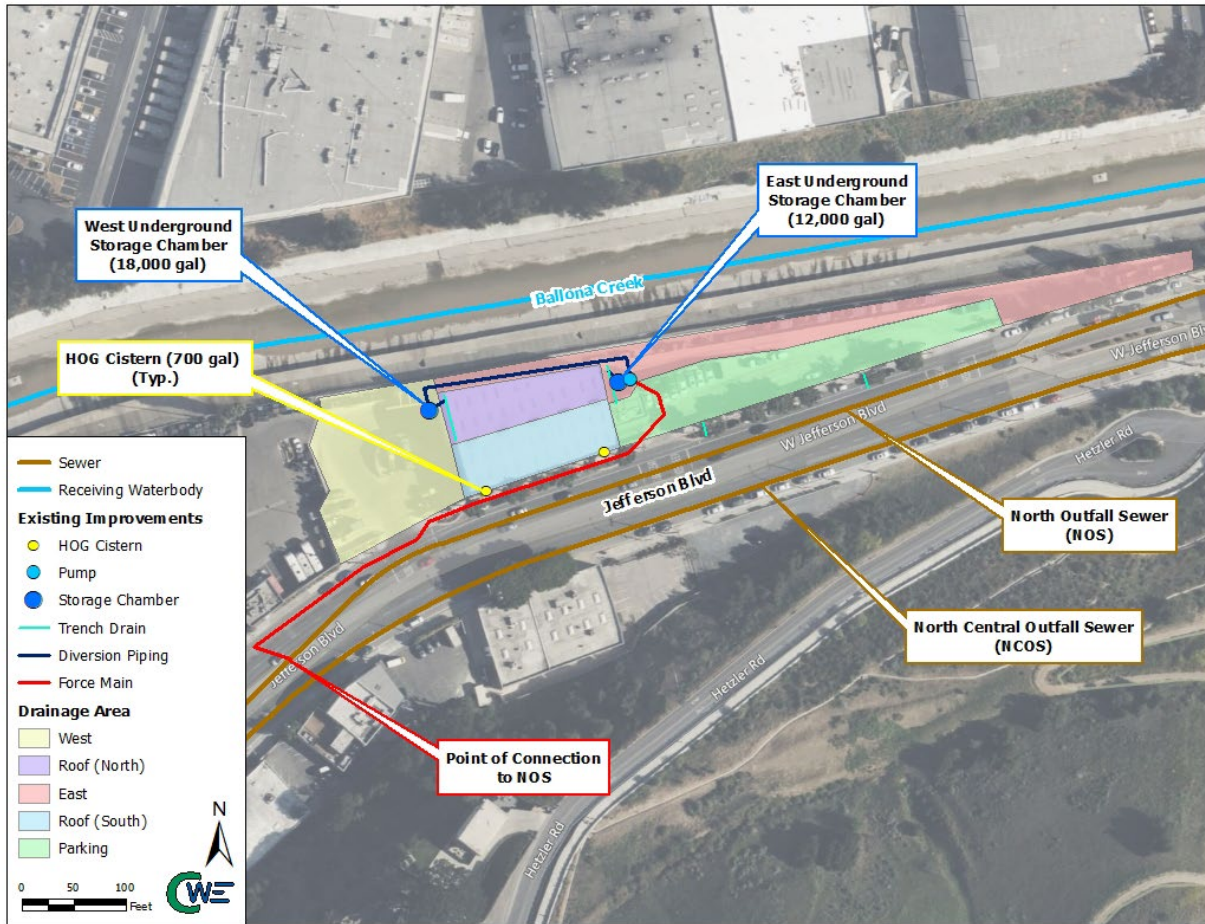 East Underground
Storage Chamber
(12,000 gal)
West Underground
Storage Chamber
(18,000 gal)
Ballona Creek
HOG Cistern (700 gal)
(Typ.)
W Jefferson Blvd
W Jefferson Blvd
Hetzler Rd
Jefferson Blvd
North Outfall Sewer
(NOS)
North Central Outfall Sewer
(NCOS)
Jefferson Blvd
Hetzler Rd
Point of Connection
to NOS
Hetzler Rd
Sewer
Receiving Waterbody
Existing Improvements
HOG Cistern
Pump
Storage Chamber
Trench Drain
Diversion Piping
Force Main
Drainage Area
West
Roof (North)
East
Roof (South)
Parking
N
0 50 100
Feet
CWE